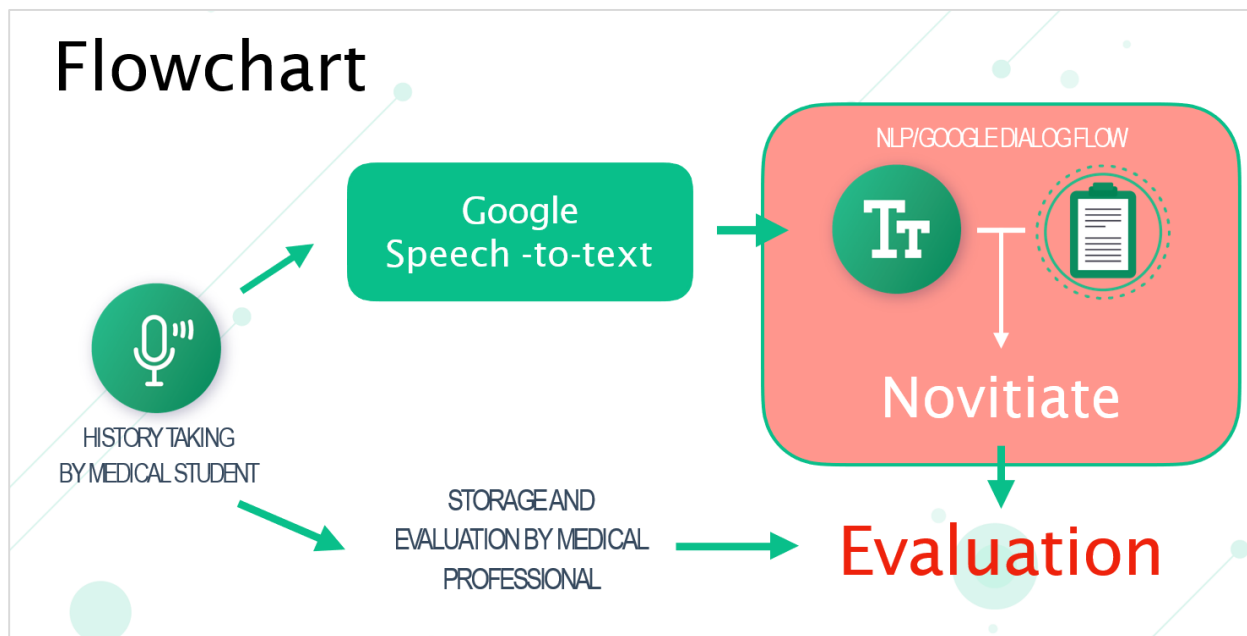 Flowchart
NLP/GOOGLE DIALOG FLOW
Google
Speech -to-text
TT
Novitiate
HISTORY TAKING
BY MEDICAL STUDENT
STORAGE AND
EVALUATION BY MEDICAL
PROFESSIONAL
Evaluation